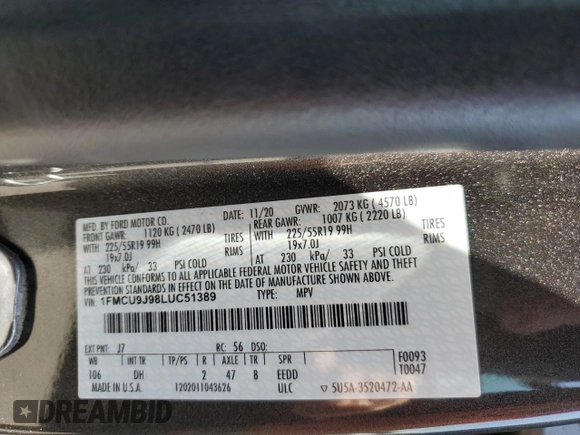 MFD. BY FORD MOTOR CO.
DATE: 11/20 GVWR: 2073 KG ( 4570 LB)
FRONT GAWR: 1120 KG ( 2470 LB) REAR GAWR: 1007 KG ( 2220 LB)
WITH 225/55R19 99H TIRES WITH 225/55R19 99H TIRES
19x7.0J RIMS 19x7.0J RIMS
AT 230 kPa/ 33 PSI COLD AT 230 kPa/ 33 PSI COLD
THIS VEHICLE CONFORMS TO ALL APPLICABLE FEDERAL MOTOR VEHICLE SAFETY AND THEFT
PREVENTION STANDARDS IN EFFECT ON THE DATE OF MANUFACTURE SHOWN ABOVE.
VIN: 1FMCU9J98LUC51389 TYPE: MPV
EXT PNT: J7 RC: 56 DSO: F0093
WB INT TR TP/PS R AXLE TR SPR T0047
106 DH 2 47 8 EEDD
MADE IN U.S.A. 1202011043626 ULC 5U5A-3520472-AA
DREAMBID